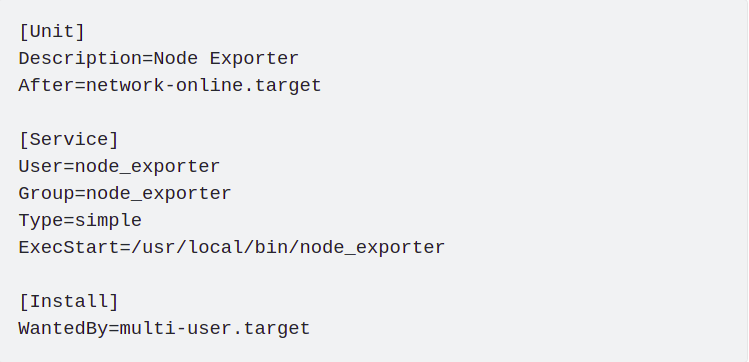 [Unit]
Description=Node Exporter
After=network-online.target

[Service]
User=node_exporter
Group=node_exporter
Type=simple
ExecStart=/usr/local/bin/node_exporter

[Install]
WantedBy=multi-user.target